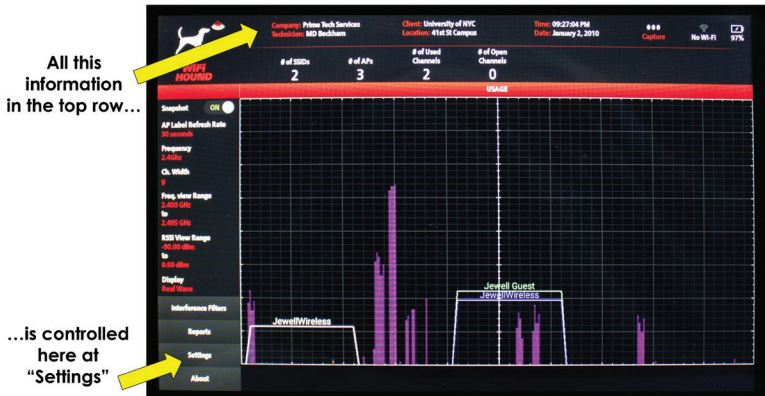 All this
information
in the top row…
…is controlled
here at
“Settings”
WiFi
HOUND
Company: Prime Tech Services
Technician: MD Beckham
Client: University of NYC
Location: 41st St Campus
Time: 09:27:04 PM
Date: January 2, 2010
Capture
No Wi-Fi
97%
# of SSIDs
2
# of APs
3
# of Used
Channels
2
# of Open
Channels
0
USAGE
Snapshot ON
AP Label Refresh Rate
30 seconds
Frequency
2.4Ghz
Ch. Width
Freq. view Range
2.400 GHz
to
2.495 GHz
RSSI View Range
-90.00 dBm
to
0.00 dBm
Display
Real Wave
Interference Filters
Reports
Settings
About
JewellWireless
Jewell Guest
JewellWireless